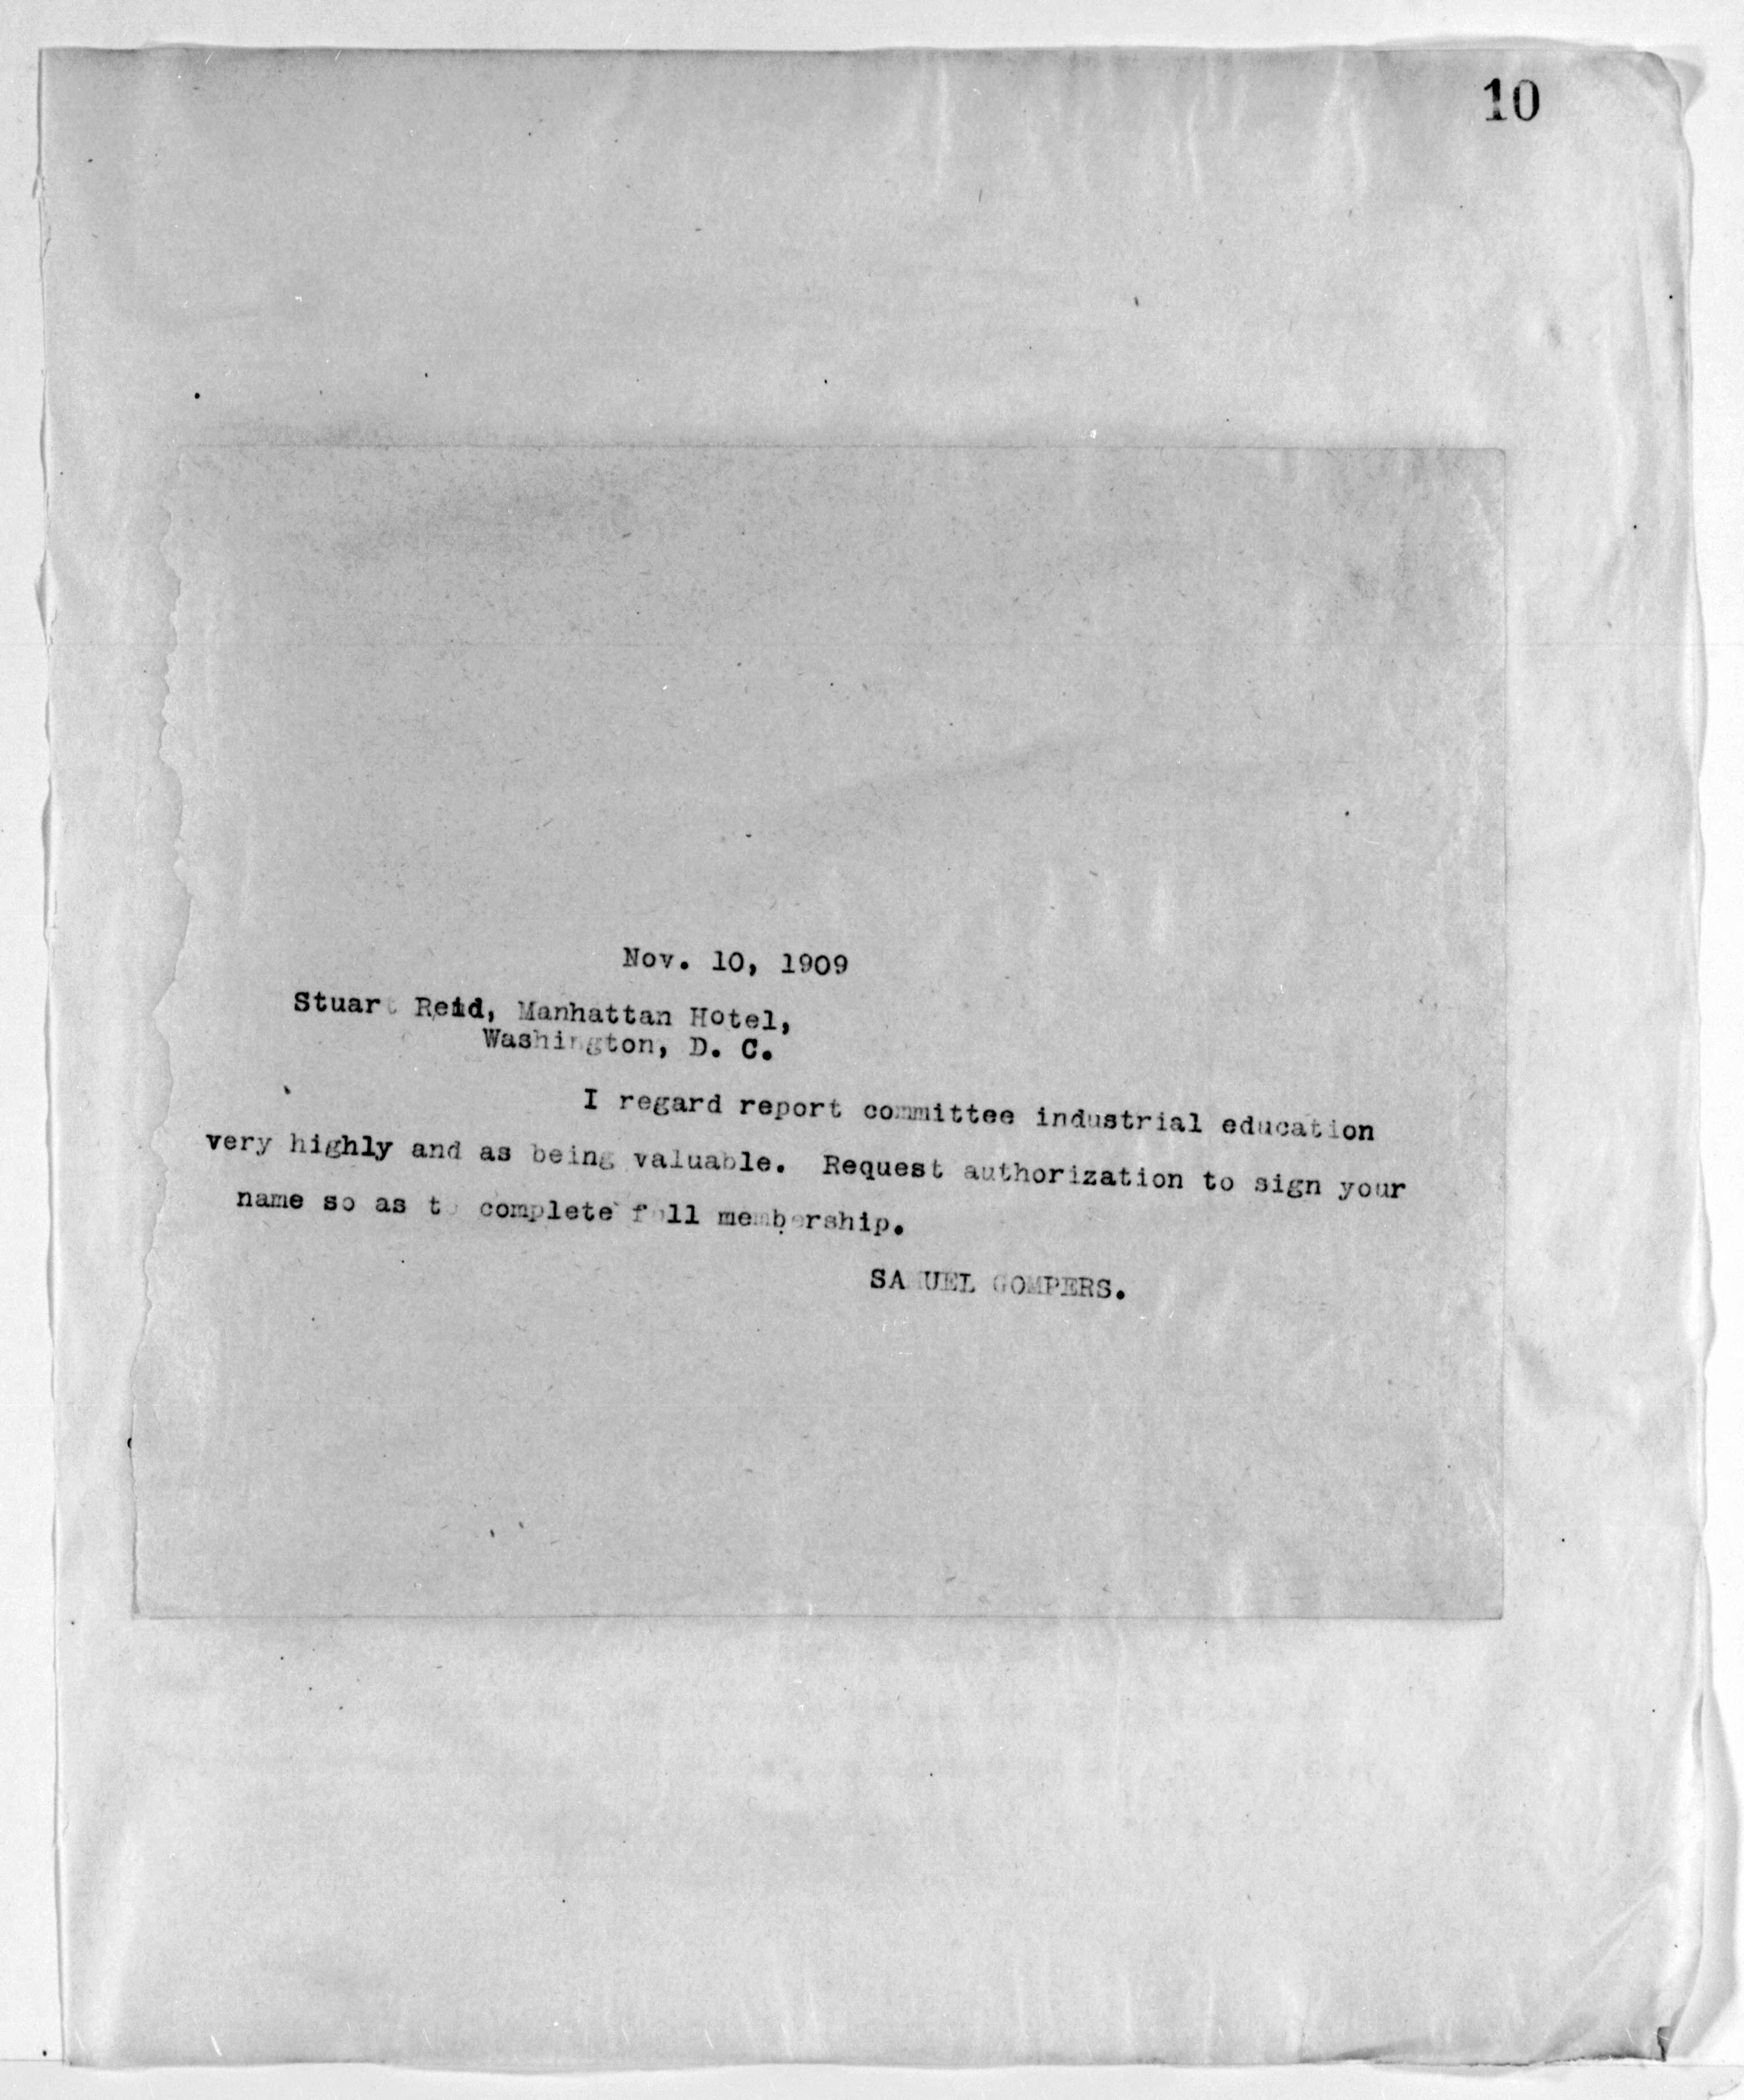 10
Nov. 10, 1909
Stuart Reid, Manhattan Hotel,
Washington, D. C.
I regard report committee industrial education
very highly and as being valuable. Request authorization to sign your
name so as to complete full membership.
SAMUEL GOMPERS.